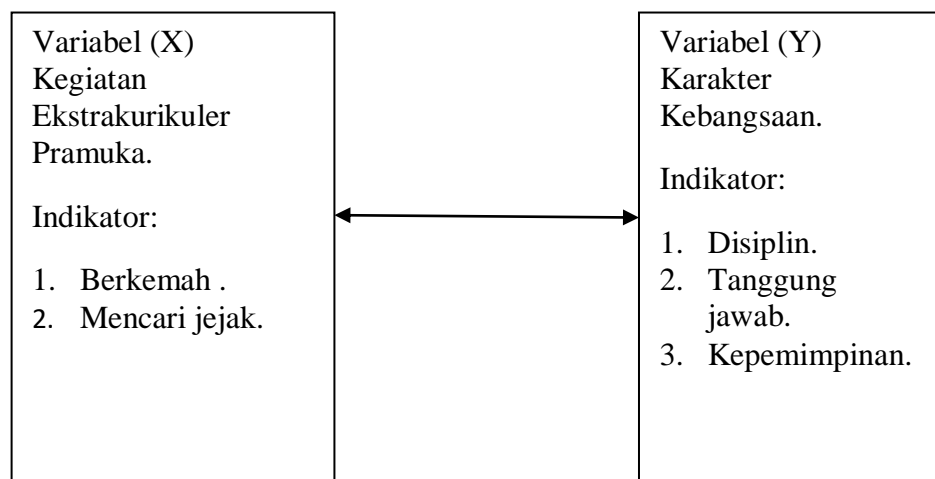 Variabel (X)
Kegiatan
Ekstrakurikuler
Pramuka.
Indikator:
1. Berkemah .
2. Mencari jejak.
Variabel (Y)
Karakter
Kebangsaan.
Indikator:
1. Disiplin.
2. Tanggung
jawab.
3. Kepemimpinan.